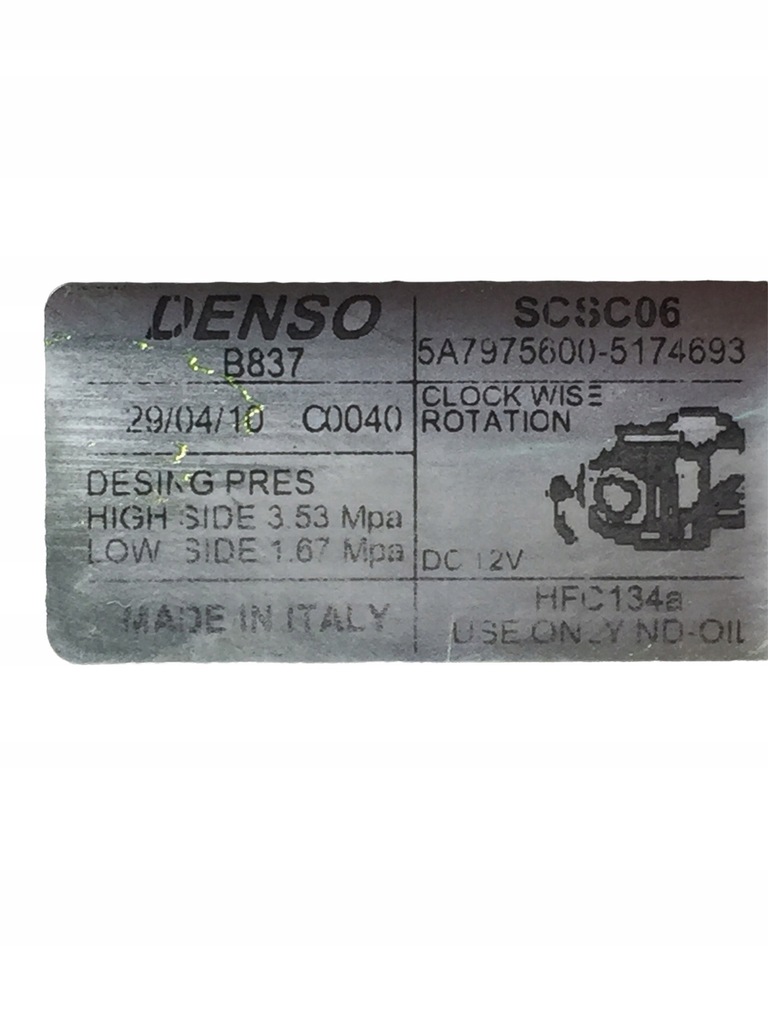 DENSO
B837
29/04/10 C0040
DESING PRES
HIGH SIDE 3.53 Mpa
LOW SIDE 1.67 Mpa
MADE IN ITALY
SCSC06
5A7975600-5174693
CLOCK WISE
ROTATION
DC 12V
HFC134a
USE ONLY ND-OIL